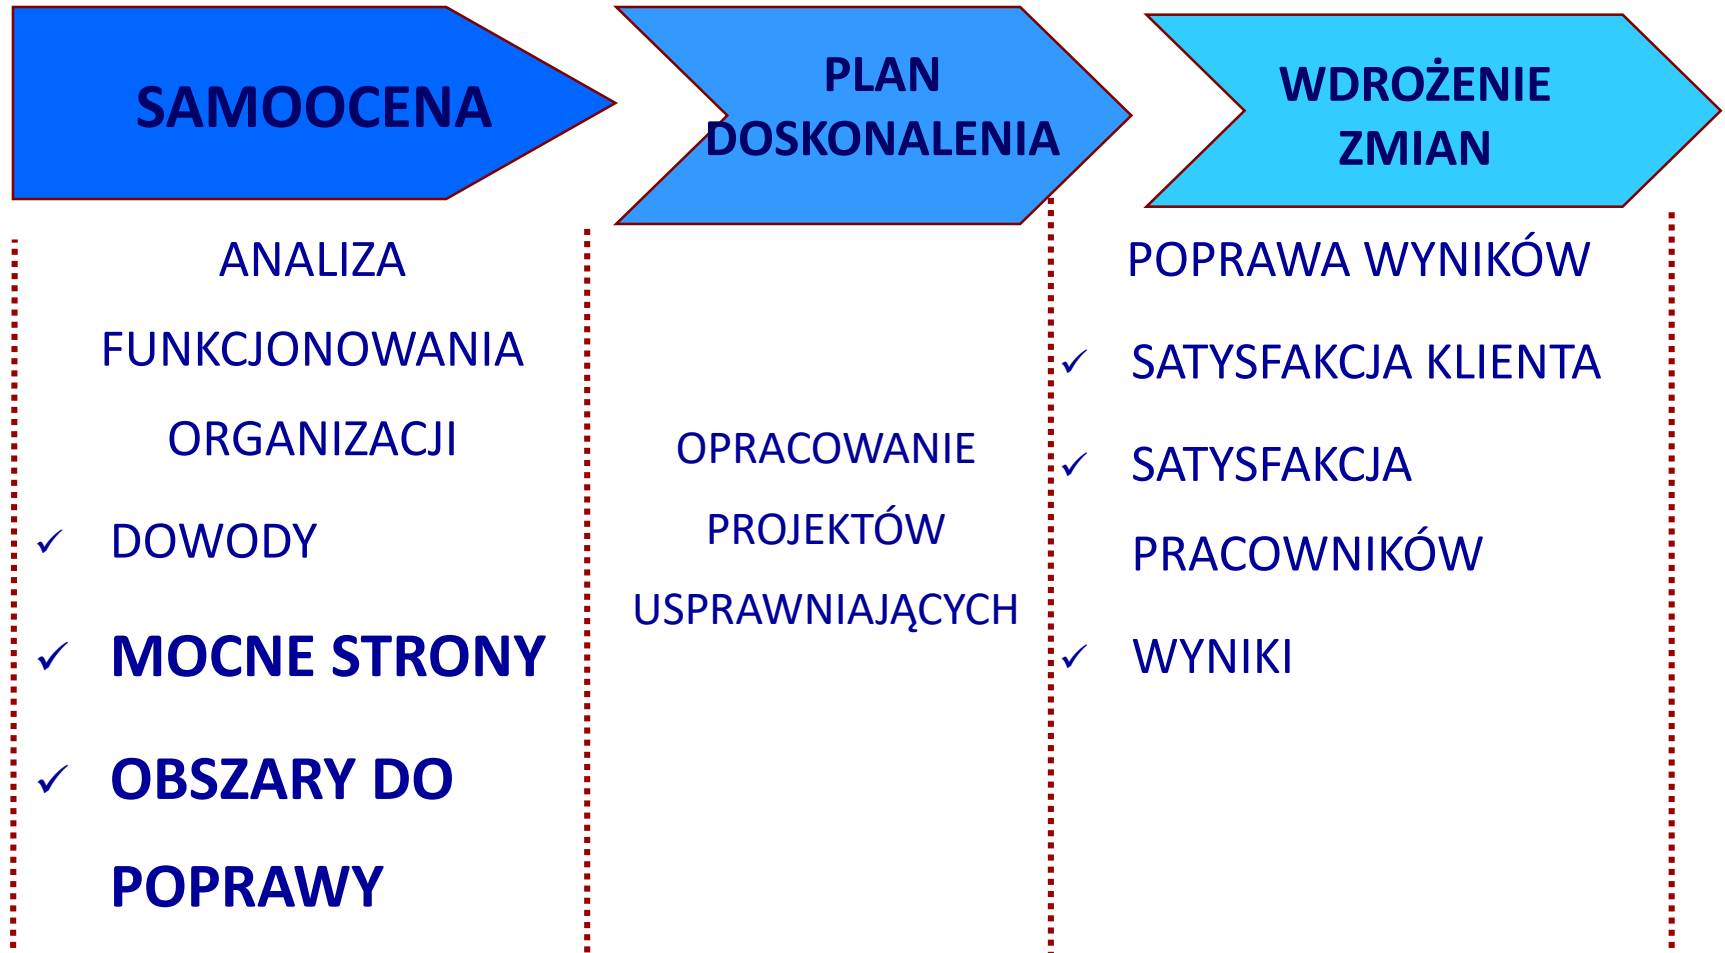 SAMOOCENA
PLAN
DOSKONALENIA
WDROŻENIE
ZMIAN
ANALIZA
FUNKCJONOWANIA
ORGANIZACJI
✓ DOWODY
✓ MOCNE STRONY
✓ OBSZARY DO
POPRAWY
OPRACOWANIE
PROJEKTÓW
USPRAWNIAJĄCYCH
POPRAWA WYNIKÓW
✓ SATYSFAKCJA KLIENTA
✓ SATYSFAKCJA
PRACOWNIKÓW
✓ WYNIKI